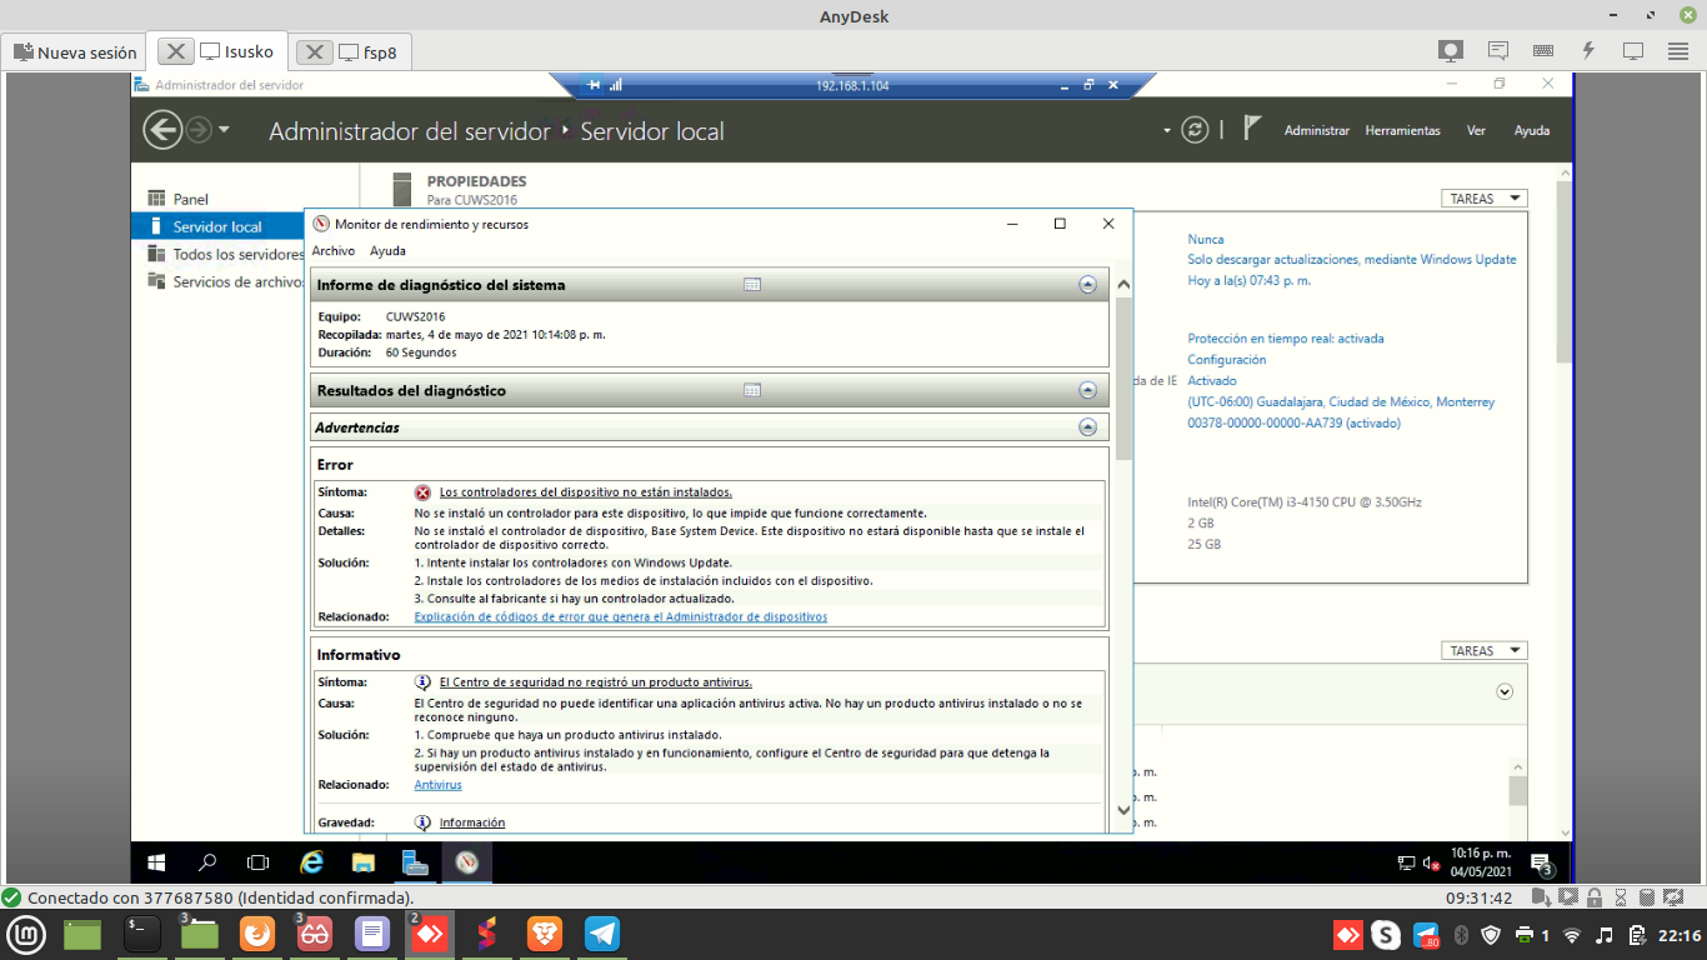 AnyDesk
Nueva sesión
Isusko
fsp8
Administrador del servidor
192.168.1.104
Administrador del servidor ‣ Servidor local
Administrar
Herramientas
Ver
Ayuda
Panel
Servidor local
Todos los servidores
Servicios de archivo
PROPIEDADES
Para CUWS2016
TAREAS
Monitor de rendimiento y recursos
Archivo
Ayuda
Informe de diagnóstico del sistema
Equipo: CUWS2016
Recopilada: martes, 4 de mayo de 2021 10:14:08 p. m.
Duración: 60 Segundos
Resultados del diagnóstico
Advertencias
Error
Síntoma: Los controladores del dispositivo no están instalados.
Causa: No se instaló un controlador para este dispositivo, lo que impide que funcione correctamente.
Detalles: No se instaló el controlador de dispositivo, Base System Device. Este dispositivo no estará disponible hasta que se instale el
controlador de dispositivo correcto.
Solución: 1. Intente instalar los controladores con Windows Update.
2. Instale los controladores de los medios de instalación incluidos con el dispositivo.
3. Consulte al fabricante si hay un controlador actualizado.
Relacionado: Explicación de códigos de error que genera el Administrador de dispositivos
Informativo
Síntoma: El Centro de seguridad no registró un producto antivirus.
Causa: El Centro de seguridad no puede identificar una aplicación antivirus activa. No hay un producto antivirus instalado o no se
reconoce ninguno.
Solución: 1. Compruebe que haya un producto antivirus instalado.
2. Si hay un producto antivirus instalado y en funcionamiento, configure el Centro de seguridad para que detenga la
supervisión del estado de antivirus.
Relacionado: Antivirus
Gravedad: Información
Nunca
Solo descargar actualizaciones, mediante Windows Update
Hoy a la(s) 07:43 p. m.
Protección en tiempo real: activada
Configuración
da de IE Activado
(UTC-06:00) Guadalajara, Ciudad de México, Monterrey
00378-00000-00000-AA739 (activado)
Intel(R) Core(TM) i3-4150 CPU @ 3.50GHz
2 GB
25 GB
TAREAS
p. m.
p. m.
p. m.
10:16 p. m.
04/05/2021
3
Conectado con 377687580 (Identidad confirmada).
09:31:42
3
3
2
80
1
22:16